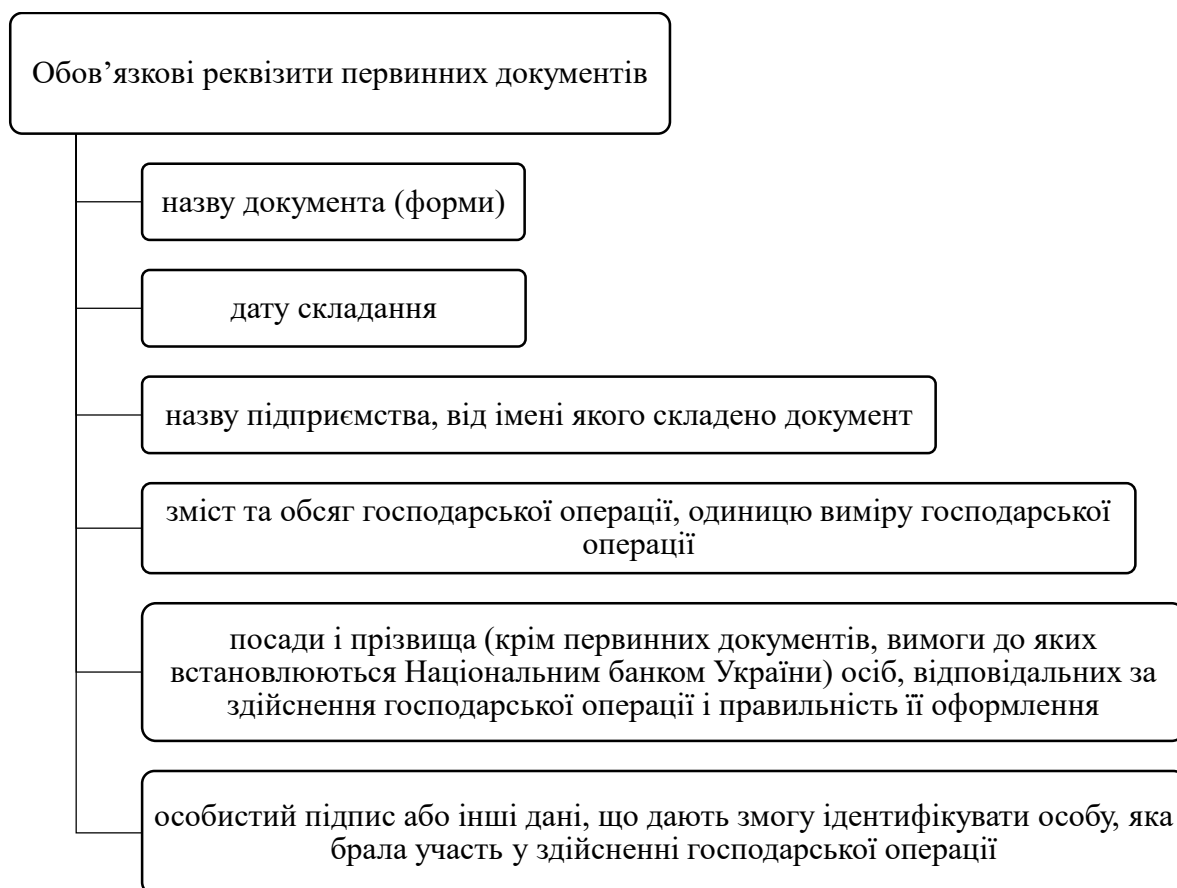 Обов’язкові реквізити первинних документів
назву документа (форми)
дату складання
назву підприємства, від імені якого складено документ
зміст та обсяг господарської операції, одиницю виміру господарської
операції
посади і прізвища (крім первинних документів, вимоги до яких
встановлюються Національним банком України) осіб, відповідальних за
здійснення господарської операції і правильність її оформлення
особистий підпис або інші дані, що дають змогу ідентифікувати особу, яка
брала участь у здійсненні господарської операції